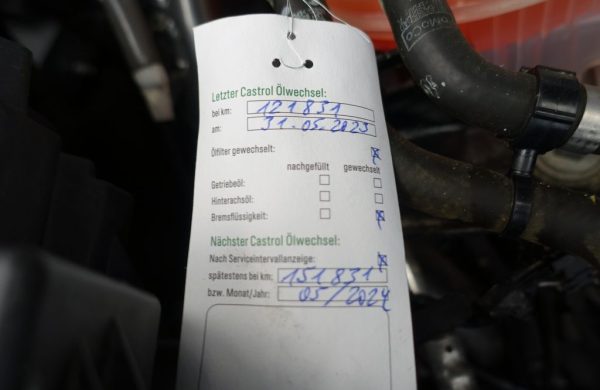 Letzter Castrol Ölwechsel:
bei km: 121831
am: 31.05.2023
Ölfilter gewechselt:
nachgefüllt gewechselt
Getriebeöl:
Hinterachsöl:
Bremsflüssigkeit:
Nächster Castrol Ölwechsel:
Nach Serviceintervallanzeige:
spätestens bei km: 151831
bzw. Monat/Jahr: 05/2024